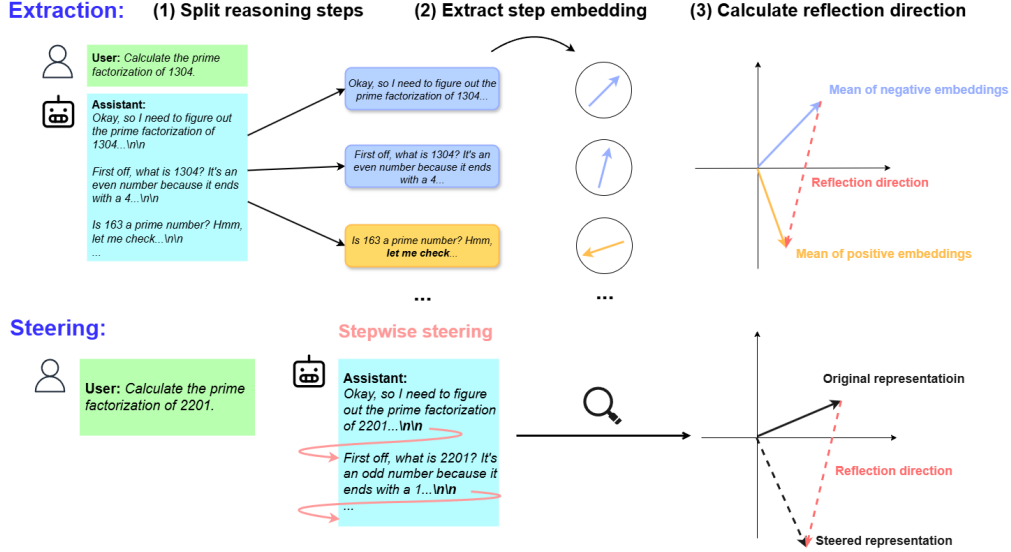 Extraction: (1) Split reasoning steps (2) Extract step embedding (3) Calculate reflection direction
User: Calculate the prime
factorization of 1304.
Assistant:
Okay, so I need to figure out
the prime factorization of
1304...\n\n
First off, what is 1304? It's an
even number because it ends
with a 4...\n\n
Is 163 a prime number? Hmm,
let me check...\n\n
...
Okay, so I need to figure out the
prime factorization of 1304...
First off, what is 1304? It's an
even number because it ends
with a 4...
Is 163 a prime number? Hmm,
let me check...
...
...
Mean of negative embeddings
Reflection direction
Mean of positive embeddings
Steering:
Stepwise steering
User: Calculate the prime
factorization of 2201.
Assistant:
Okay, so I need to figure
out the prime factorization
of 2201...\n\n
First off, what is 2201? It's
an odd number because it
ends with a 1...\n\n
...
Original representatioin
Reflection direction
Steered representation